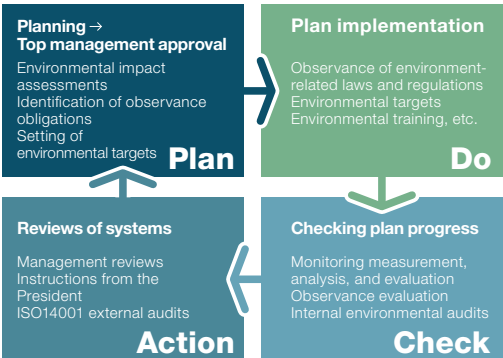 Planning →
Top management approval
Environmental impact
assessments
Identification of observance
obligations
Setting of
environmental targets
Plan
Plan implementation
Observance of environment-
related laws and regulations
Environmental targets
Environmental training, etc.
Do
Reviews of systems
Management reviews
Instructions from the
President
ISO14001 external audits
Action
Checking plan progress
Monitoring measurement,
analysis, and evaluation
Observance evaluation
Internal environmental audits
Check